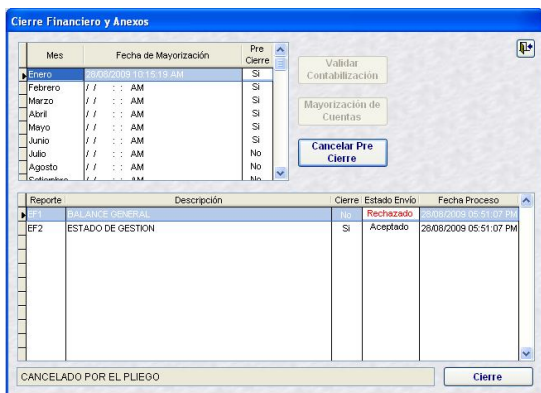 Cierre Financiero y Anexos
Mes Fecha de Mayorización Pre Cierre
Enero 28/08/2009 10:15:19 AM Si
Febrero / / : : AM Si
Marzo / / : : AM Si
Abril / / : : AM Si
Mayo / / : : AM Si
Junio / / : : AM Si
Julio / / : : AM No
Agosto / / : : AM No
Setiembre / / : : AM No
Validar Contabilización
Mayorización de Cuentas
Cancelar Pre Cierre
Reporte Descripción Cierre Estado Envío Fecha Proceso
EF1 BALANCE GENERAL No Rechazado 28/08/2009 05:51:07 PM
EF2 ESTADO DE GESTION Si Aceptado 28/08/2009 05:51:07 PM
CANCELADO POR EL PLIEGO
Cierre